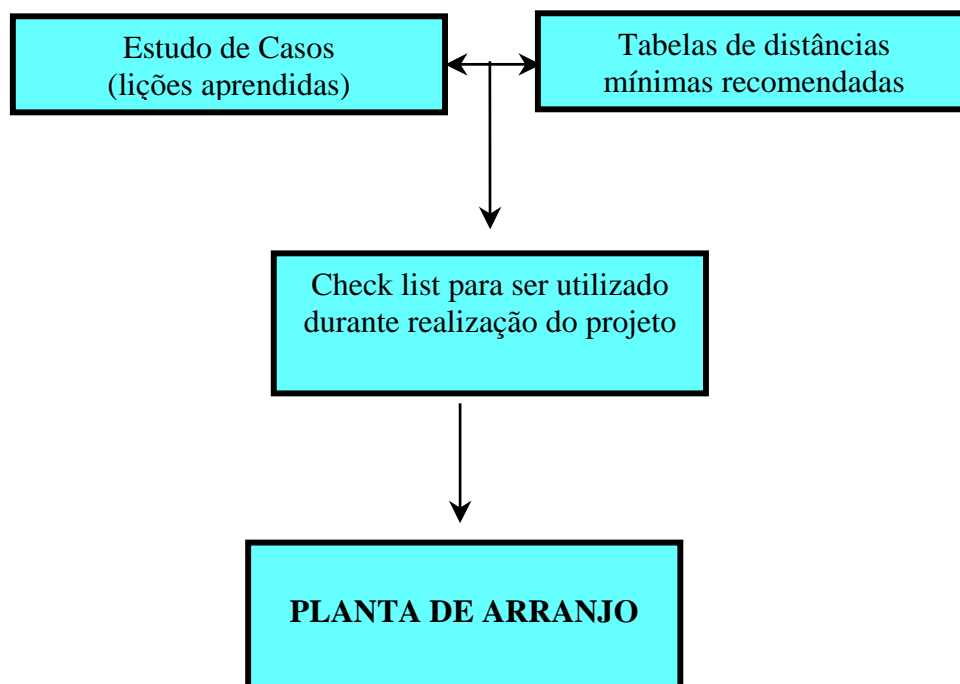 Estudo de Casos
(lições aprendidas)
Tabelas de distâncias
mínimas recomendadas
Check list para ser utilizado
durante realização do projeto
PLANTA DE ARRANJO